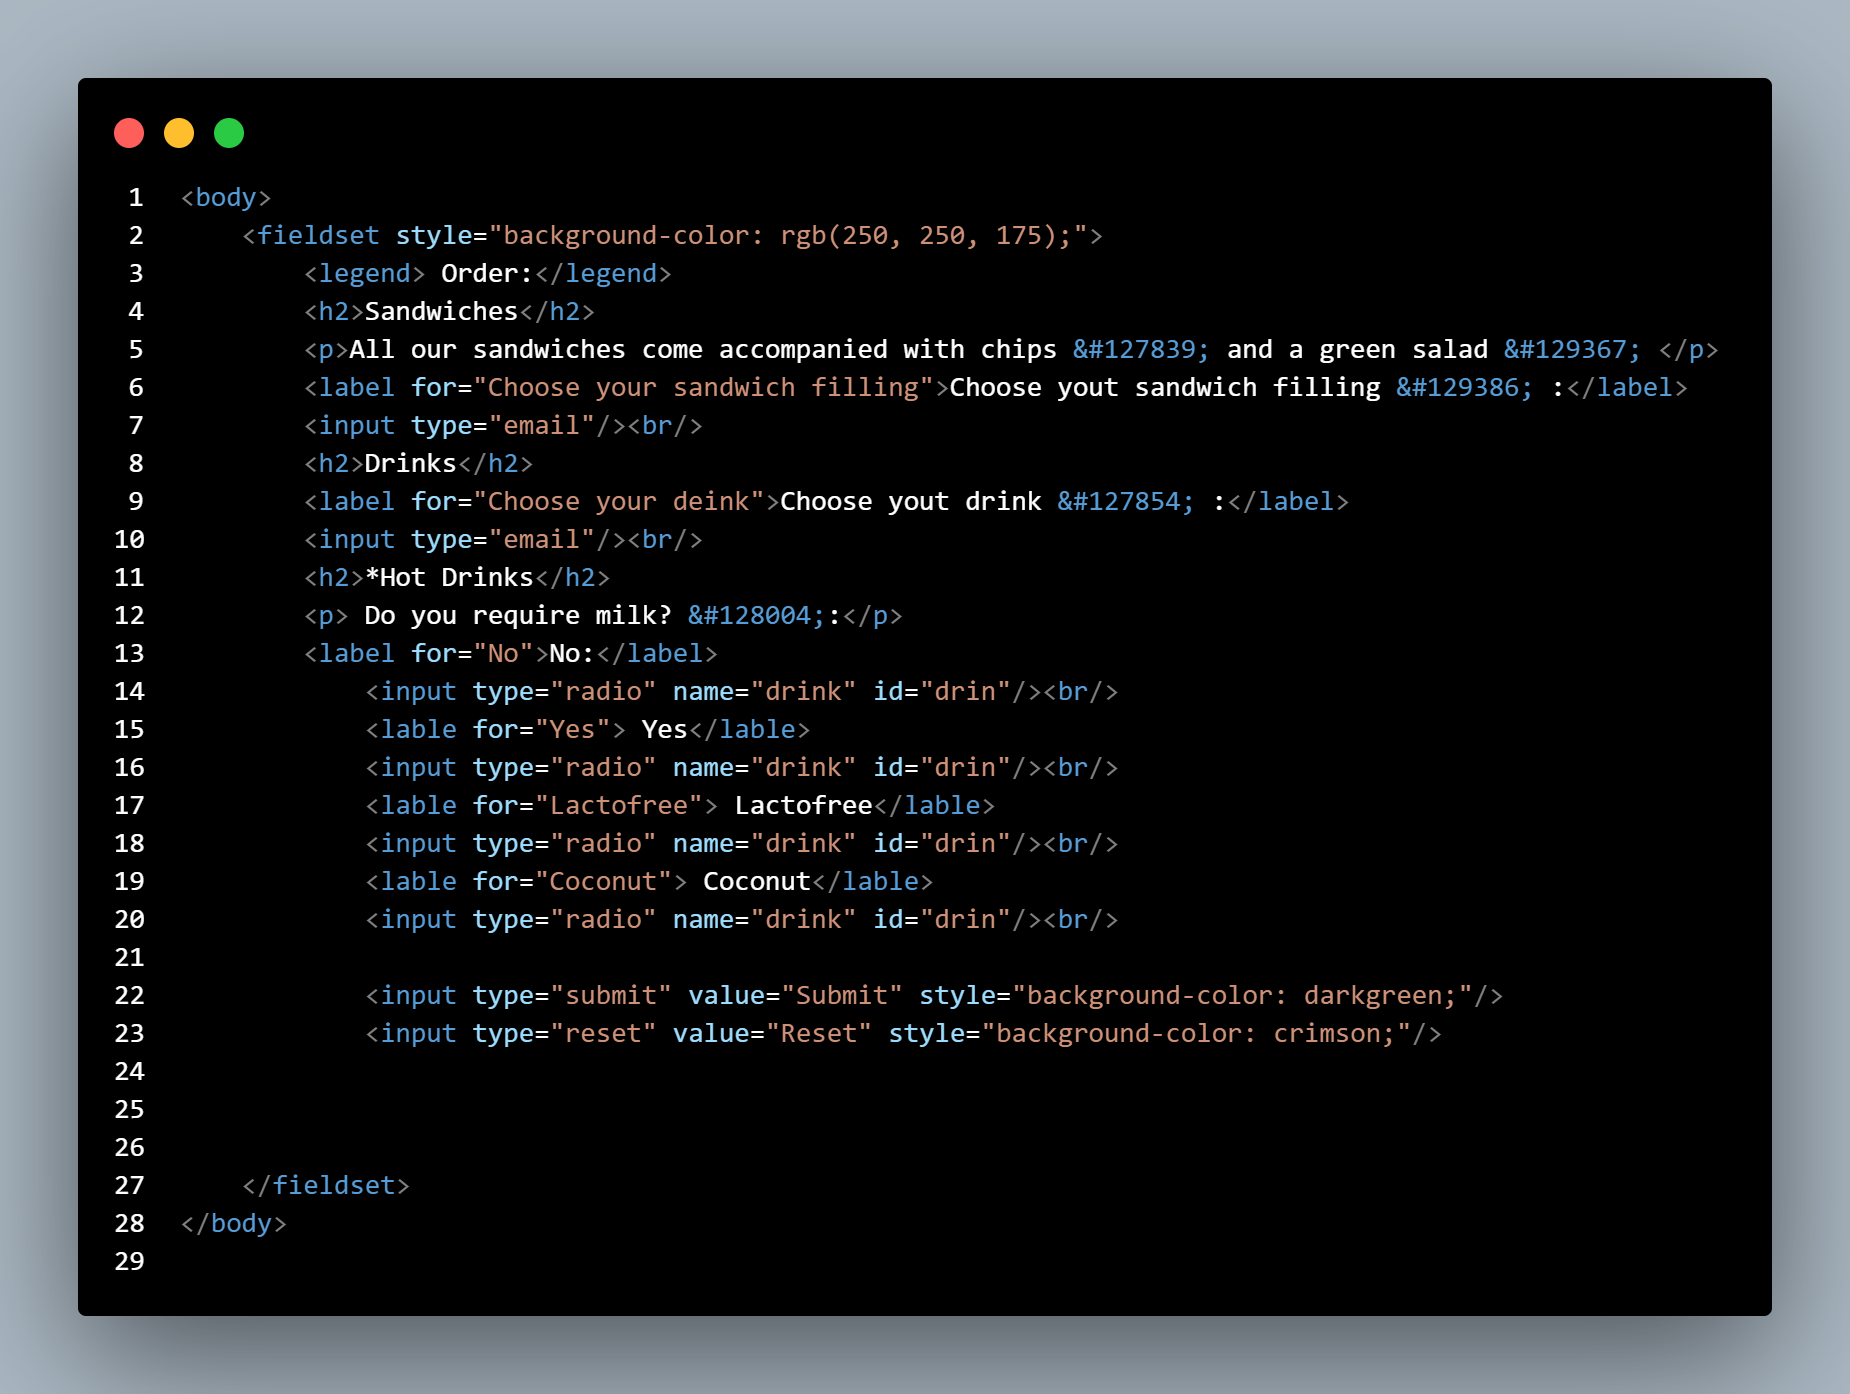 1 <body>
2     <fieldset style="background-color: rgb(250, 250, 175);">
3         <legend> Order:</legend>
4         <h2>Sandwiches</h2>
5         <p>All our sandwiches come accompanied with chips &#127839; and a green salad &#129367; </p>
6         <label for="Choose your sandwich filling">Choose yout sandwich filling &#129386; :</label>
7         <input type="email"/><br/>
8         <h2>Drinks</h2>
9         <label for="Choose your deink">Choose yout drink &#127854; :</label>
10         <input type="email"/><br/>
11         <h2>*Hot Drinks</h2>
12         <p> Do you require milk? &#128004;:</p>
13         <label for="No">No:</label>
14             <input type="radio" name="drink" id="drin"/><br/>
15             <lable for="Yes"> Yes</lable>
16             <input type="radio" name="drink" id="drin"/><br/>
17             <lable for="Lactofree"> Lactofree</lable>
18             <input type="radio" name="drink" id="drin"/><br/>
19             <lable for="Coconut"> Coconut</lable>
20             <input type="radio" name="drink" id="drin"/><br/>
21
22             <input type="submit" value="Submit" style="background-color: darkgreen;"/>
23             <input type="reset" value="Reset" style="background-color: crimson;"/>
24
25
26
27     </fieldset>
28 </body>
29